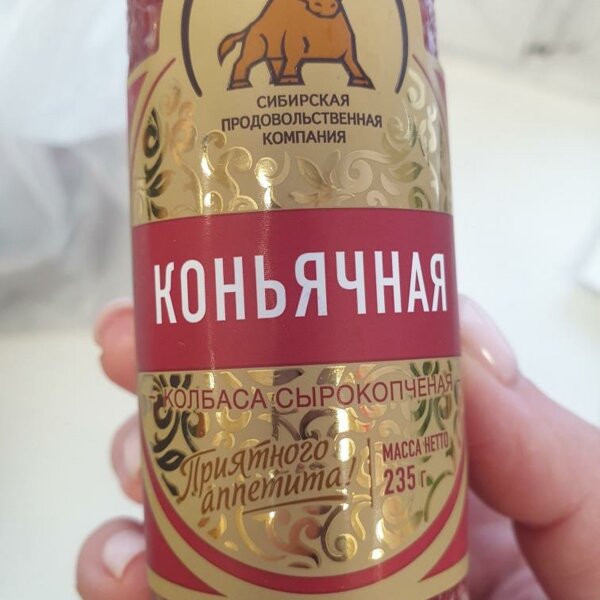 СИБИРСКАЯ
ПРОДОВОЛЬСТВЕННАЯ
КОМПАНИЯ
КОНЬЯЧНАЯ
КОЛБАСА СЫРОКОПЧЕНАЯ
Приятного
аппетита!
МАССА НЕТТО
235 г.